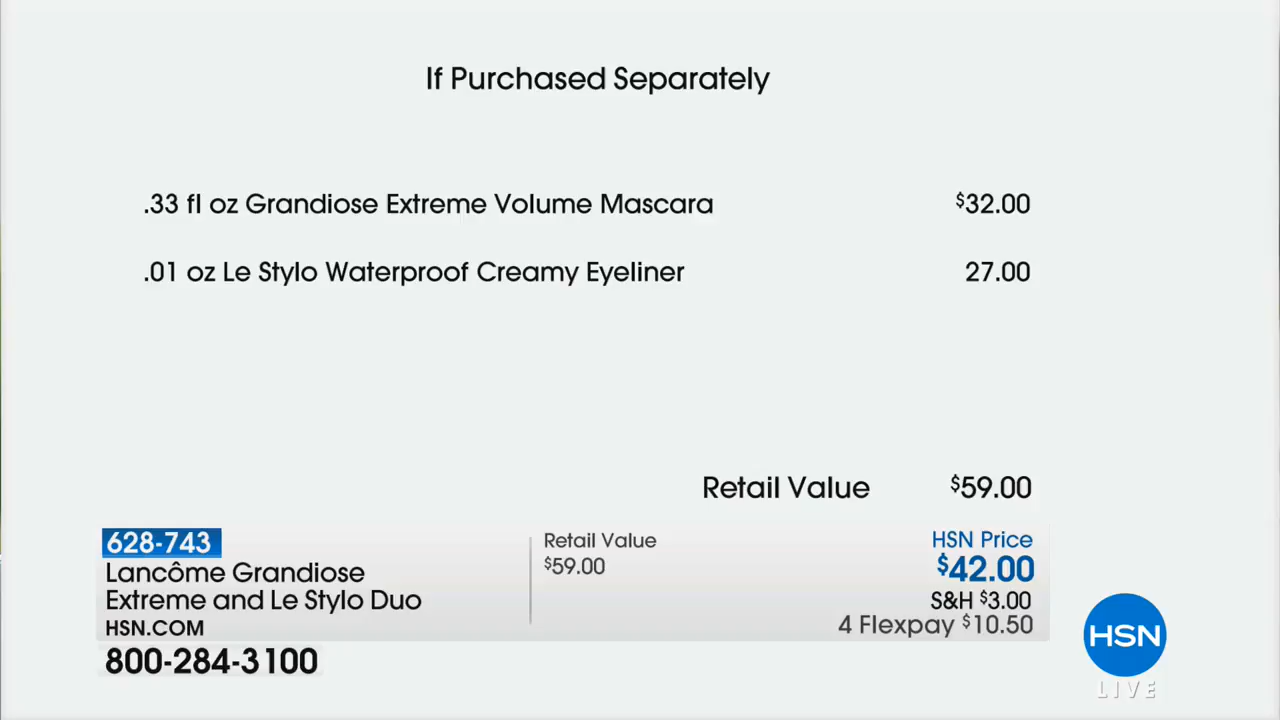 If Purchased Separately
.33 fl oz Grandiose Extreme Volume Mascara $32.00
.01 oz Le Stylo Waterproof Creamy Eyeliner 27.00
Retail Value $59.00
628-743
Lancôme Grandiose
Extreme and Le Stylo Duo
HSN.COM
800-284-3100
Retail Value
$59.00
HSN Price
$42.00
S&H $3.00
4 Flexpay $10.50
HSN
LIVE